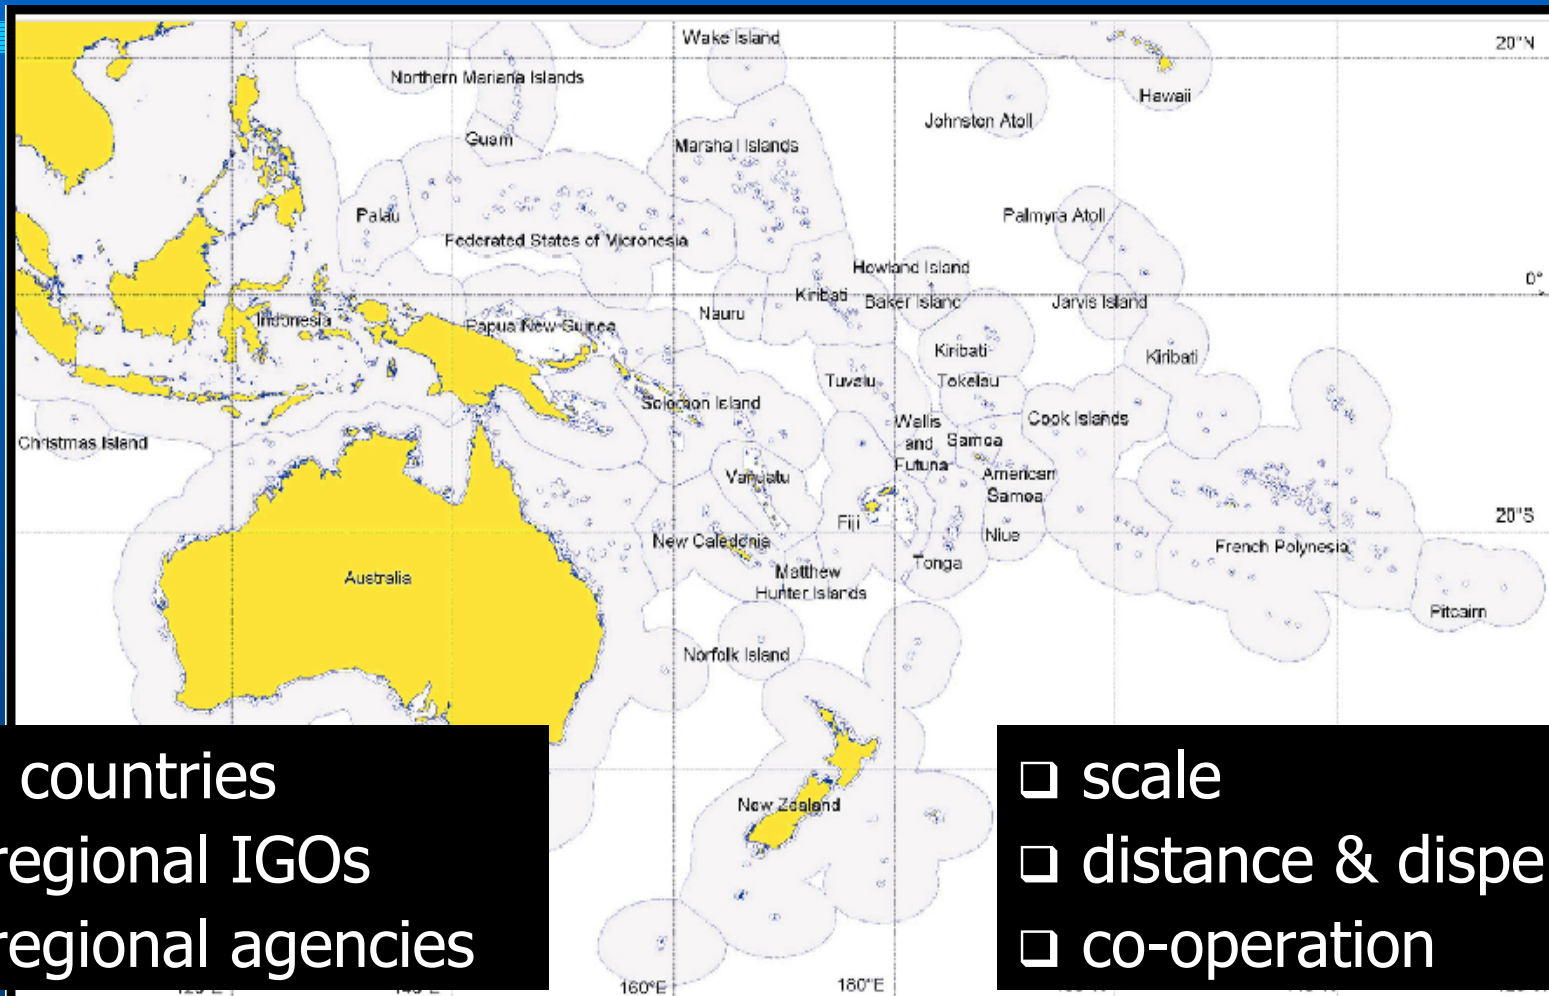 Wake Island
20°N
Northern Mariana Islands
Hawaii
Johnston Atoll
Guam
Marshall Islands
Palau
Palmyra Atoll
Federated States of Micronesia
Howland Island
0°
Kiribati
Baker Island
Jarvis Island
Nauru
Indonesia
Papua New Guinea
Kiribati
Kiribati
Tuvalu
Tokelau
Solomon Island
Cook Islands
Christmas Island
Wallis
and
Futuna
Samoa
American
Samoa
Vanuatu
20°S
Fiji
Niue
New Caledonia
French Polynesia
Tonga
Australia
Matthew
Hunter Islands
Pitcairn
Norfolk Island
New Zealand
countries
regional IGOs
regional agencies
❑ scale
❑ distance & dispe
❑ co-operation
160°E
180°E